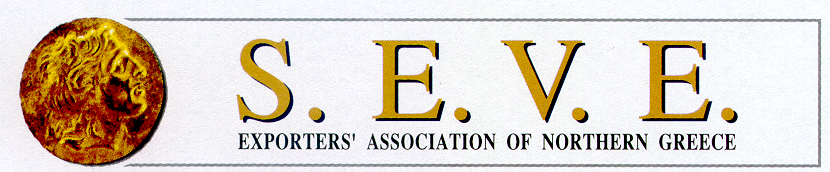 S. E. V. E.
EXPORTERS' ASSOCIATION OF NORTHERN GREECE